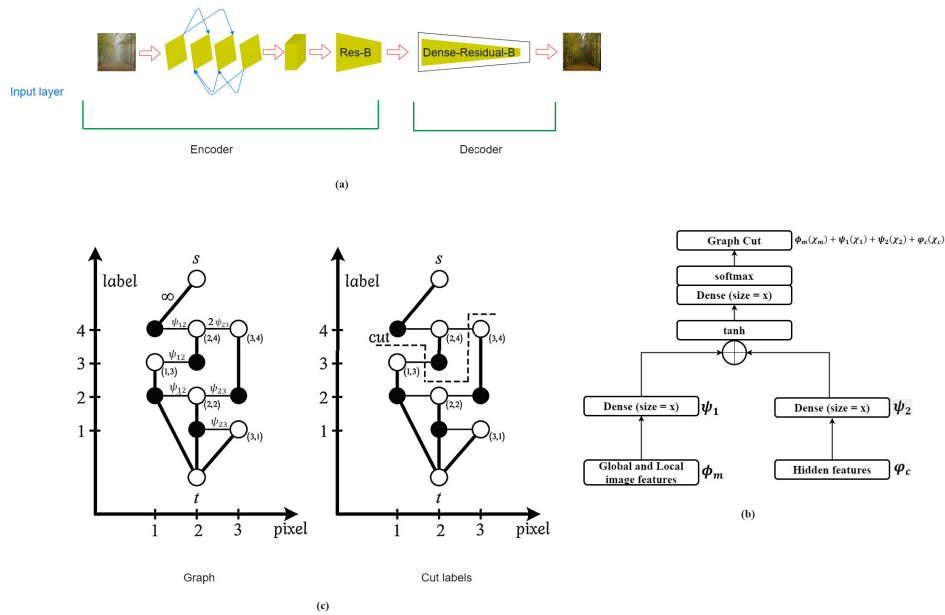 Res-B
Dense-Residual-B
Input layer
Encoder
Decoder
(a)
label
s
∞
4
ψ12
2 ψ23
(2,4)
(3,4)
3
ψ12
(1,3)
2
ψ12
ψ23
(2,2)
1
ψ23
(3,1)
t
1 2 3 pixel
Graph
label
s
4
cut
(2,4)
(3,4)
3
(1,3)
2
(2,2)
1
(3,1)
t
1 2 3 pixel
Cut labels
(c)
Graph Cut
ϕm(χm) + ψ1(χ1) + ψ2(χ2) + φc(χc)
softmax
Dense (size = x)
tanh
Dense (size = x) ψ1
Dense (size = x) ψ2
Global and Local
image features
ϕm
Hidden features φc
(b)